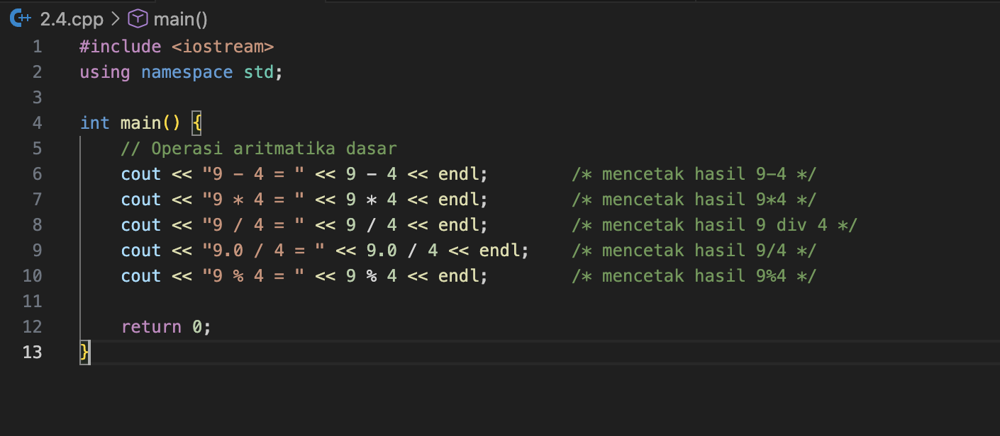 2.4.cpp > main()
1 #include <iostream>
2 using namespace std;
3
4 int main() {
5 // Operasi aritmatika dasar
6 cout << "9 - 4 = " << 9 - 4 << endl; /* mencetak hasil 9-4 */
7 cout << "9 * 4 = " << 9 * 4 << endl; /* mencetak hasil 9*4 */
8 cout << "9 / 4 = " << 9 / 4 << endl; /* mencetak hasil 9 div 4 */
9 cout << "9.0 / 4 = " << 9.0 / 4 << endl; /* mencetak hasil 9/4 */
10 cout << "9 % 4 = " << 9 % 4 << endl; /* mencetak hasil 9%4 */
11
12 return 0;
13 }